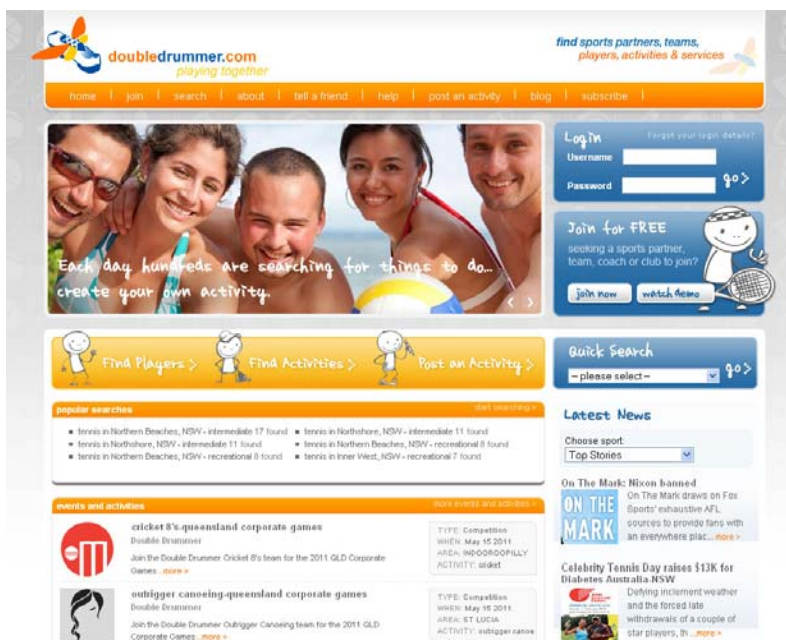 doubledrummer.com
playing together
find sports partners, teams,
players, activities & services
home
join
search
about
tell a friend
help
post an activity
blog
subscribe
Each day hundreds are searching for things to do...
create your own activity.
Login
Forgot your login details?
Username
Password
go >
Join for FREE
seeking a sports partner,
team, coach or club to join?
join now
watch demo
Find Players >
Find Activities >
Post an Activity >
Quick Search
-- please select --
go >
popular searches
start searching >
tennis in Northern Beaches, NSW - intermediate 17 found
tennis in Northshore, NSW - intermediate 11 found
tennis in Northshore, NSW - intermediate 11 found
tennis in Northern Beaches, NSW - recreational 8 found
tennis in Northern Beaches, NSW - recreational 8 found
tennis in Inner West, NSW - recreational 7 found
events and activities
more events and activities >
cricket 8's-queensland corporate games
Double Drummer
Join the Double Drummer Cricket 8's team for the 2011 QLD Corporate
Games...more >
TYPE: Competition
WHEN: May 15 2011
AREA: INDOOROOPILLY
ACTIVITY: cricket
outrigger canoeing-queensland corporate games
Double Drummer
Join the Double Drummer Outrigger Canoeing team for the 2011 QLD
Corporate Games...more >
TYPE: Competition
WHEN: May 15 2011
AREA: ST LUCIA
ACTIVITY: outrigger canoe
Latest News
Choose sport:
Top Stories
On The Mark: Nixon banned
ON THE
MARK
On The Mark draws on Fox
Sports' exhaustive AFL
sources to provide fans with
an everywhere plac...more >
Celebrity Tennis Day raises $13K for
Diabetes Australia-NSW
Defying inclement weather
and the forced late
withdrawals of a couple of
star players, th...more >